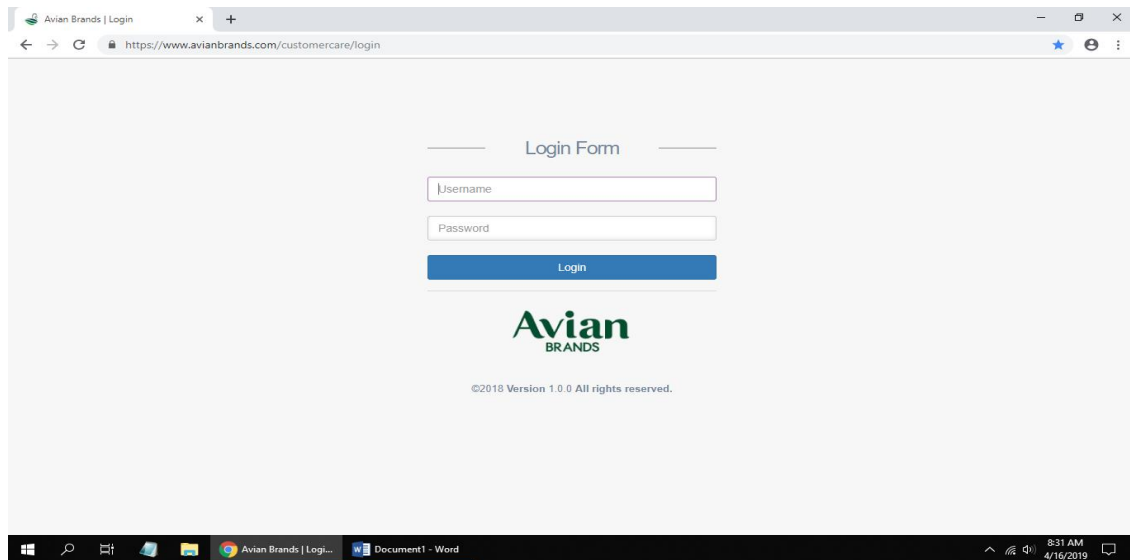 Avian Brands | Login
https://www.avianbrands.com/customercare/login
Login Form
Username
Password
Login
Avian
BRANDS
©2018 Version 1.0.0 All rights reserved.
Avian Brands | Logi...
Document1 - Word
8:31 AM
4/16/2019